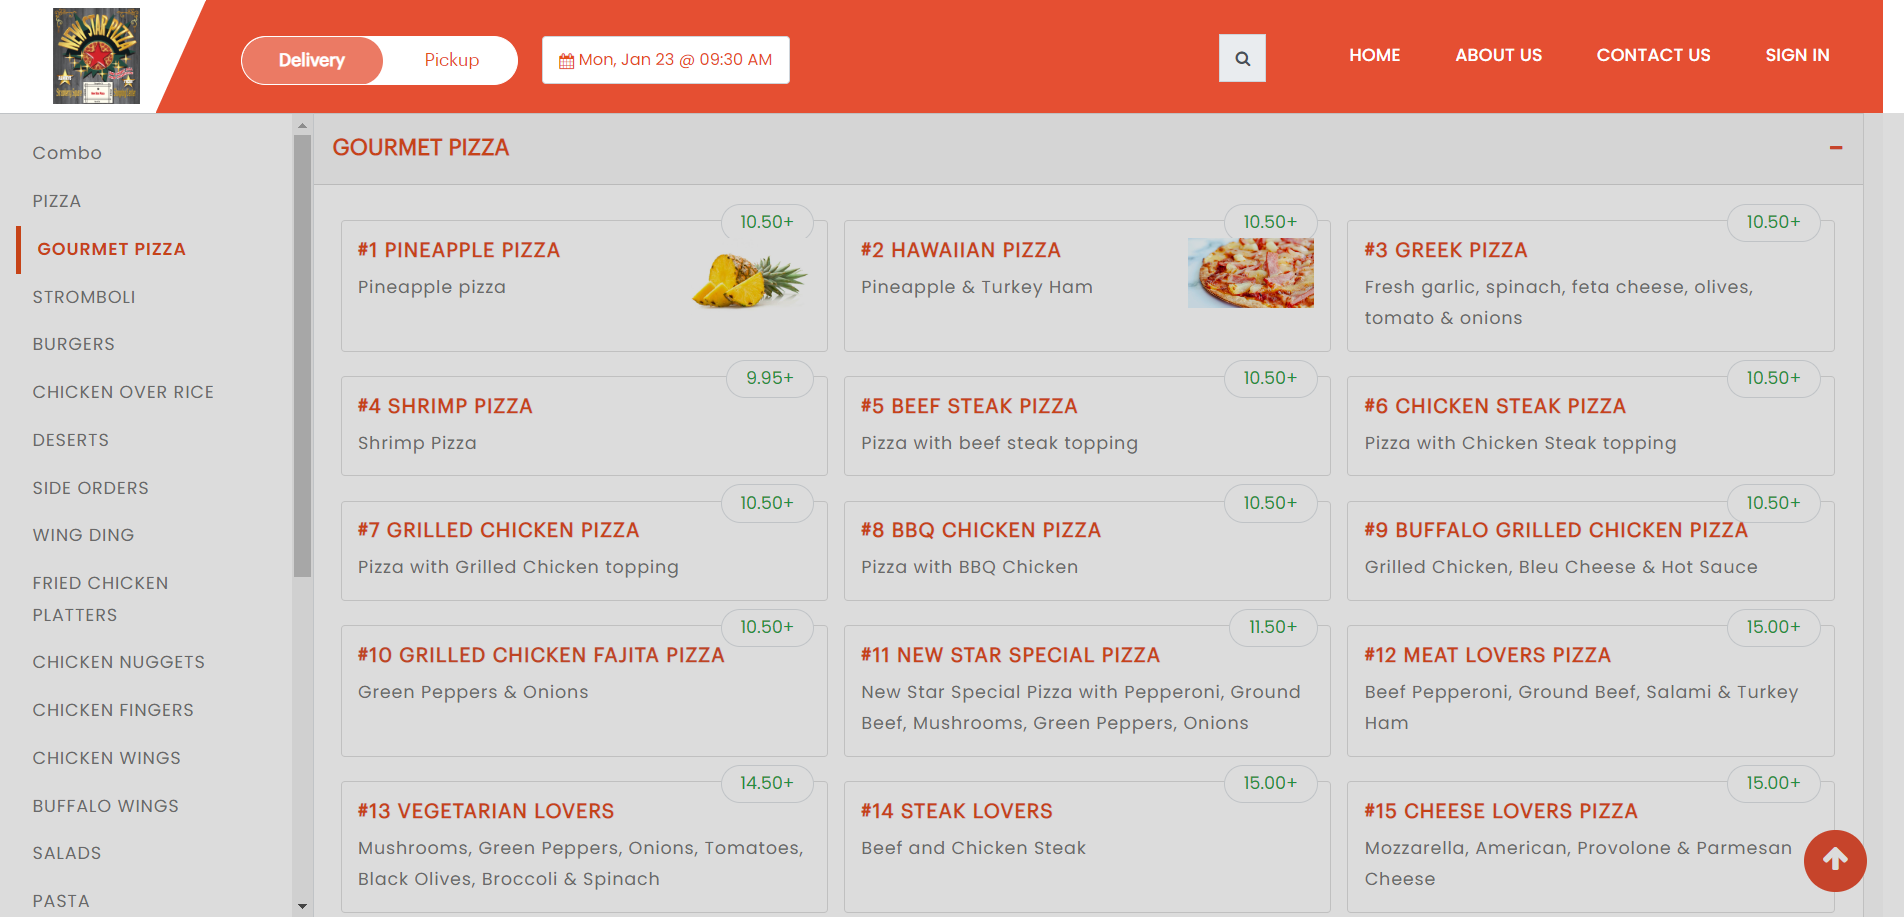 NEW STAR PIZZA
Delivery
Pickup
Mon, Jan 23 @ 09:30 AM
HOME
ABOUT US
CONTACT US
SIGN IN
Combo
PIZZA
GOURMET PIZZA
STROMBOLI
BURGERS
CHICKEN OVER RICE
DESERTS
SIDE ORDERS
WING DING
FRIED CHICKEN
PLATTERS
CHICKEN NUGGETS
CHICKEN FINGERS
CHICKEN WINGS
BUFFALO WINGS
SALADS
PASTA
GOURMET PIZZA
10.50+
#1 PINEAPPLE PIZZA
Pineapple pizza
10.50+
#2 HAWAIIAN PIZZA
Pineapple & Turkey Ham
10.50+
#3 GREEK PIZZA
Fresh garlic, spinach, feta cheese, olives,
tomato & onions
9.95+
#4 SHRIMP PIZZA
Shrimp Pizza
10.50+
#5 BEEF STEAK PIZZA
Pizza with beef steak topping
10.50+
#6 CHICKEN STEAK PIZZA
Pizza with Chicken Steak topping
10.50+
#7 GRILLED CHICKEN PIZZA
Pizza with Grilled Chicken topping
10.50+
#8 BBQ CHICKEN PIZZA
Pizza with BBQ Chicken
10.50+
#9 BUFFALO GRILLED CHICKEN PIZZA
Grilled Chicken, Bleu Cheese & Hot Sauce
10.50+
#10 GRILLED CHICKEN FAJITA PIZZA
Green Peppers & Onions
11.50+
#11 NEW STAR SPECIAL PIZZA
New Star Special Pizza with Pepperoni, Ground
Beef, Mushrooms, Green Peppers, Onions
15.00+
#12 MEAT LOVERS PIZZA
Beef Pepperoni, Ground Beef, Salami & Turkey
Ham
14.50+
#13 VEGETARIAN LOVERS
Mushrooms, Green Peppers, Onions, Tomatoes,
Black Olives, Broccoli & Spinach
15.00+
#14 STEAK LOVERS
Beef and Chicken Steak
15.00+
#15 CHEESE LOVERS PIZZA
Mozzarella, American, Provolone & Parmesan
Cheese